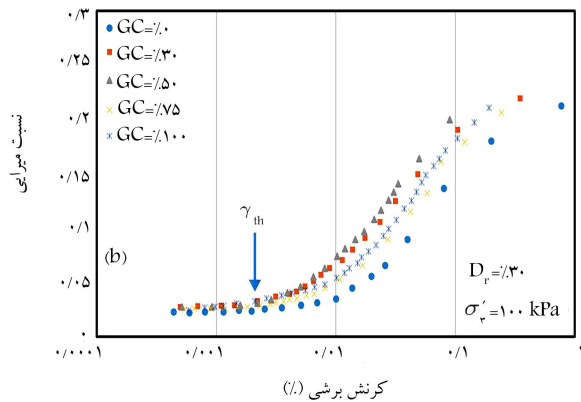 ۰/۳
۰/۲۵
۰/۲
۰/۱۵
۰/۱
۰/۰۵
۰
نسبت میرایی
GC=٪۰
GC=٪۳۰
GC=٪۵۰
GC=٪۷۵
GC=٪۱۰۰
γth
(b)
Dr=٪۳۰
σ′۳=۱۰۰ kPa
۰/۰۰۰۱ ۰/۰۰۱ ۰/۰۱ ۰/۱ ۱
کرنش برشی (٪)